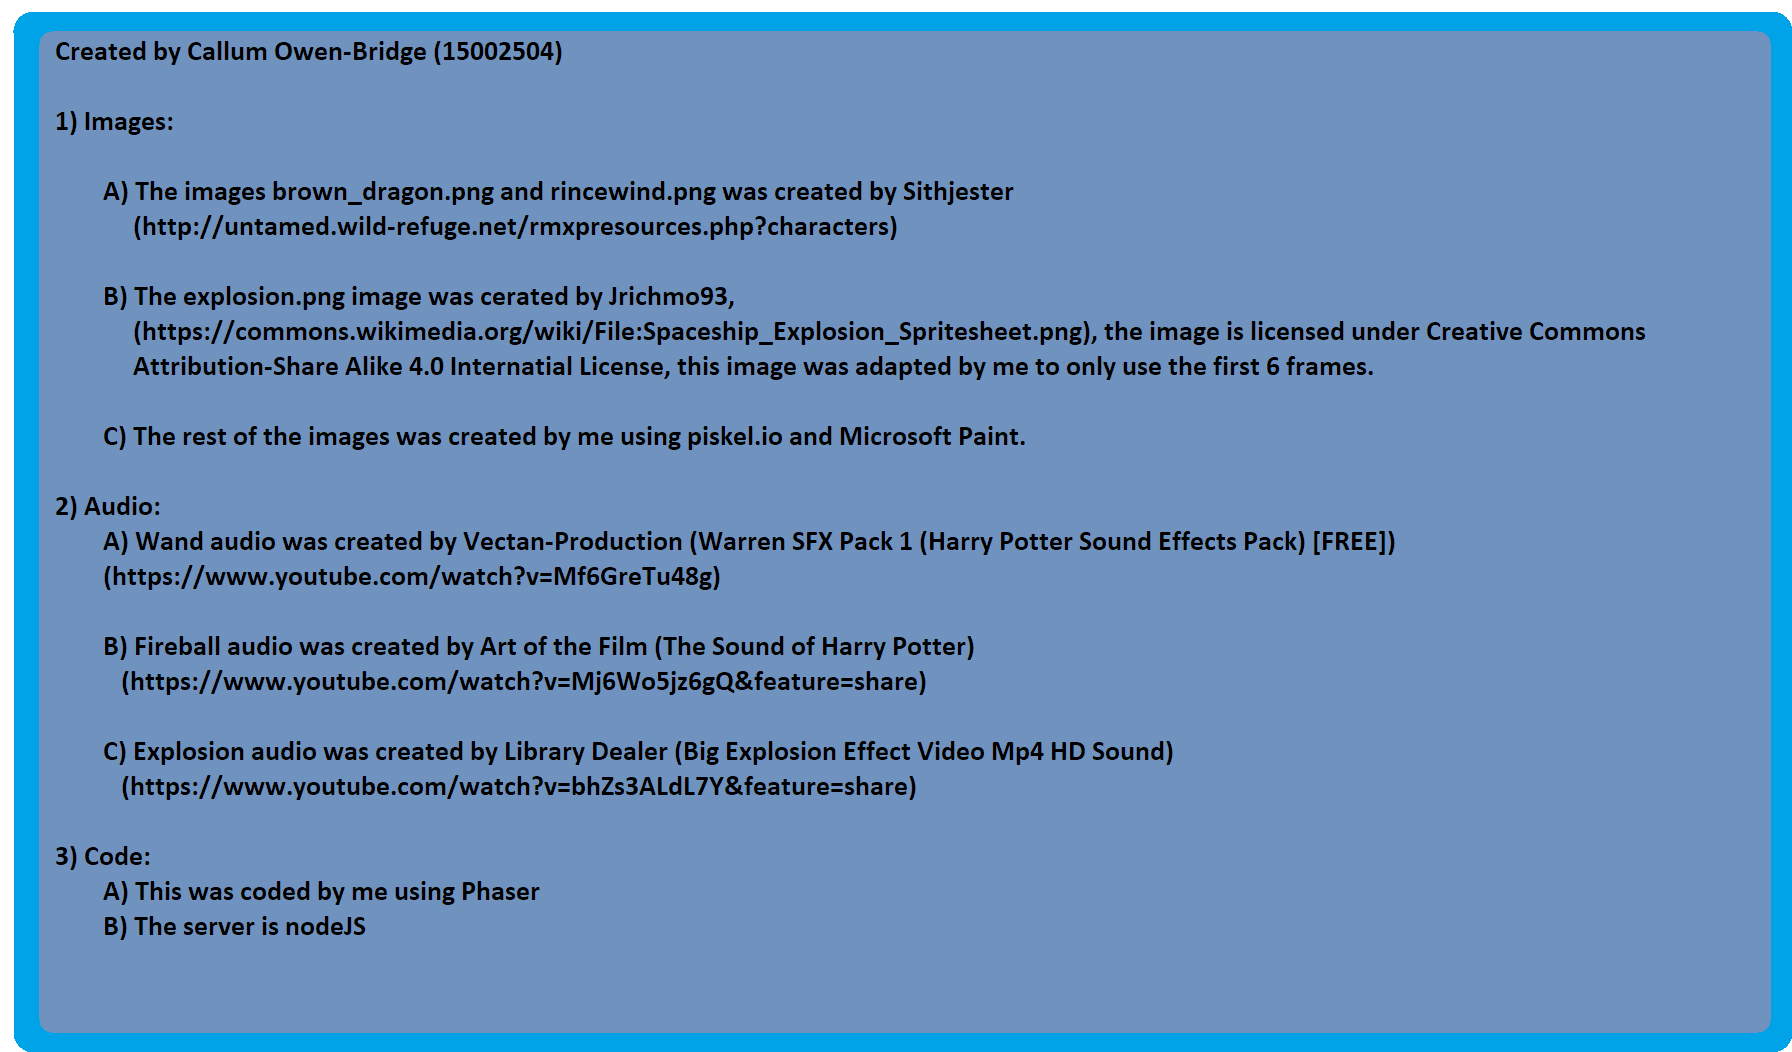 Created by Callum Owen-Bridge (15002504)
1) Images:
A) The images brown_dragon.png and rincewind.png was created by Sithjester
(http://untamed.wild-refuge.net/rmxpresources.php?characters)
B) The explosion.png image was cerated by Jrichmo93,
(https://commons.wikimedia.org/wiki/File:Spaceship_Explosion_Spritesheet.png), the image is licensed under Creative Commons
Attribution-Share Alike 4.0 Internatial License, this image was adapted by me to only use the first 6 frames.
C) The rest of the images was created by me using piskel.io and Microsoft Paint.
2) Audio:
A) Wand audio was created by Vectan-Production (Warren SFX Pack 1 (Harry Potter Sound Effects Pack) [FREE])
(https://www.youtube.com/watch?v=Mf6GreTu48g)
B) Fireball audio was created by Art of the Film (The Sound of Harry Potter)
(https://www.youtube.com/watch?v=Mj6Wo5jz6gQ&feature=share)
C) Explosion audio was created by Library Dealer (Big Explosion Effect Video Mp4 HD Sound)
(https://www.youtube.com/watch?v=bhZs3ALdL7Y&feature=share)
3) Code:
A) This was coded by me using Phaser
B) The server is nodeJS